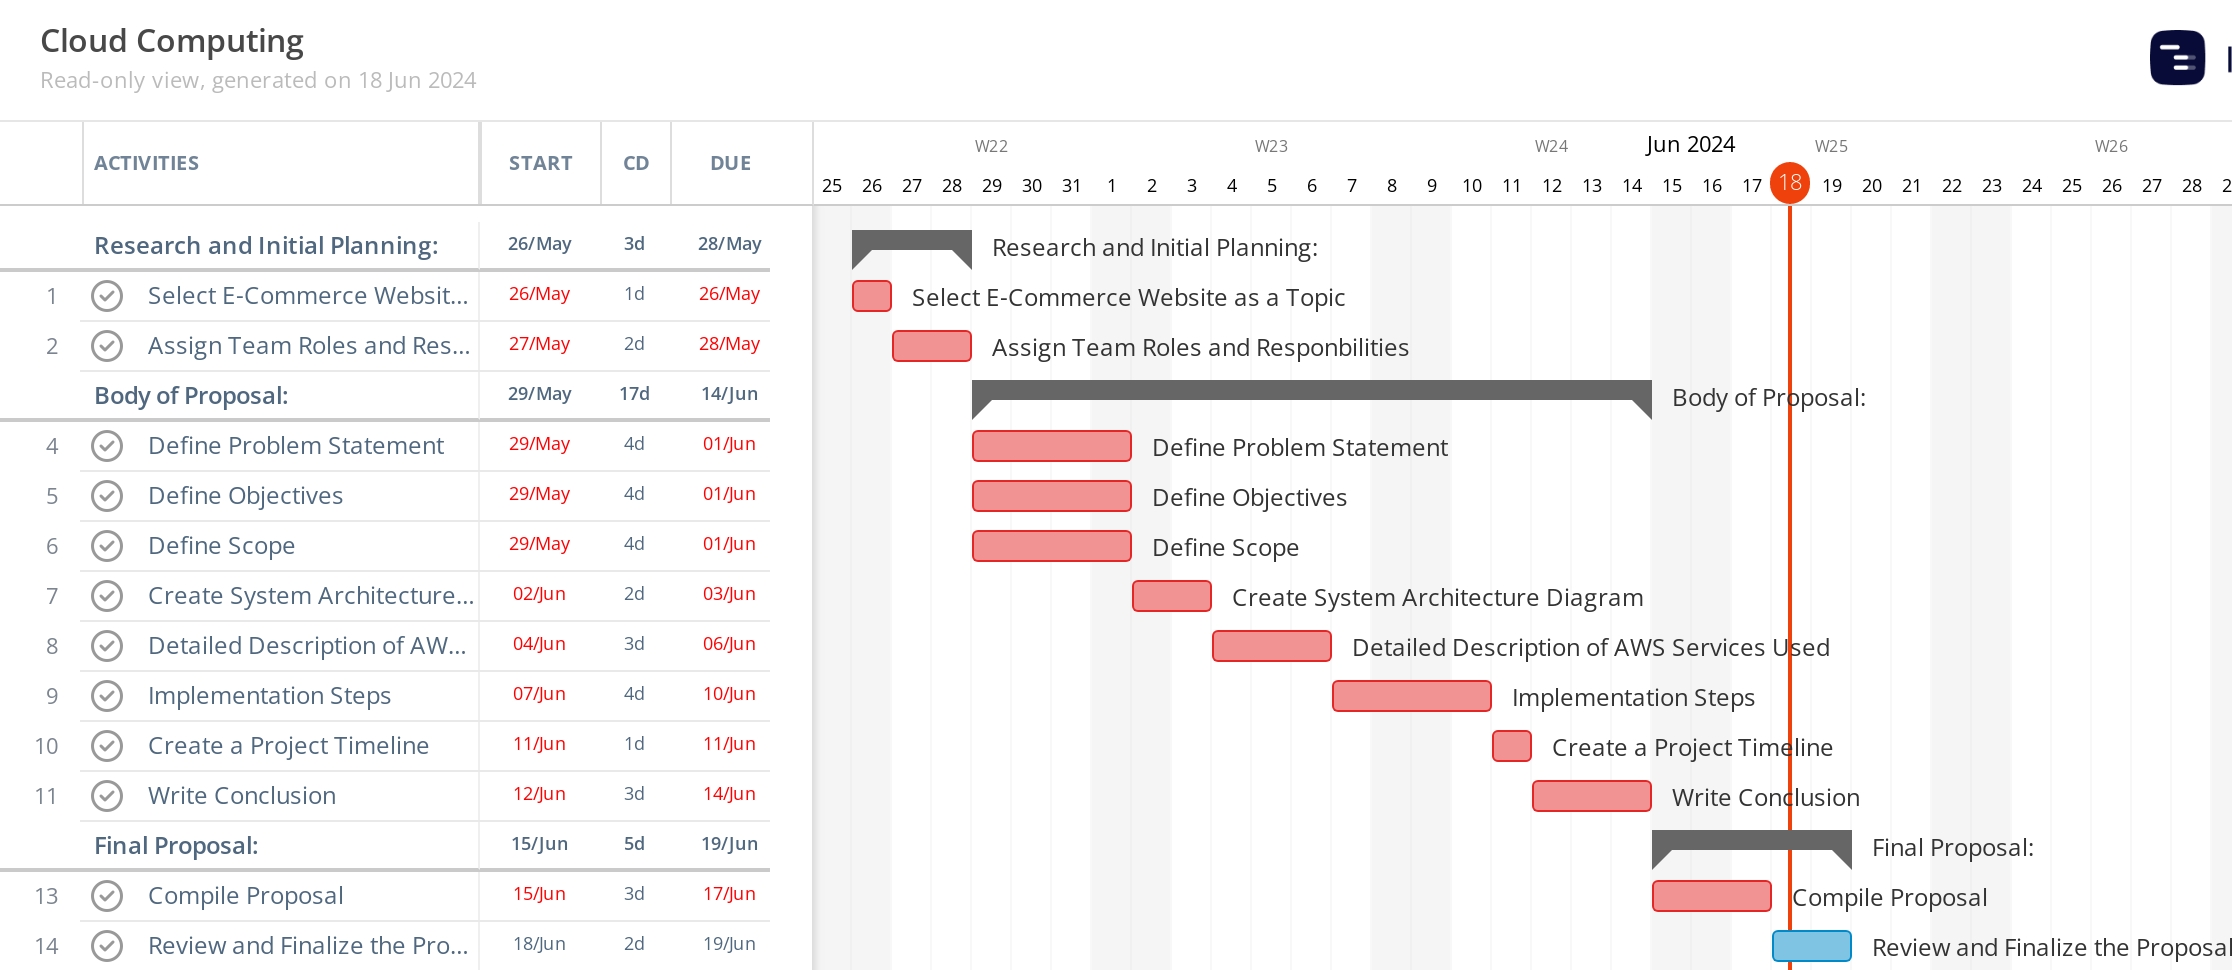 Cloud Computing
Read-only view, generated on 18 Jun 2024
ACTIVITIES START CD DUE
W22 W23 W24 Jun 2024 W25 W26
25 26 27 28 29 30 31 1 2 3 4 5 6 7 8 9 10 11 12 13 14 15 16 17 18 19 20 21 22 23 24 25 26 27 28 2
Research and Initial Planning: 26/May 3d 28/May Research and Initial Planning:
1 Select E-Commerce Websit... 26/May 1d 26/May Select E-Commerce Website as a Topic
2 Assign Team Roles and Res... 27/May 2d 28/May Assign Team Roles and Responbilities
Body of Proposal: 29/May 17d 14/Jun Body of Proposal:
4 Define Problem Statement 29/May 4d 01/Jun Define Problem Statement
5 Define Objectives 29/May 4d 01/Jun Define Objectives
6 Define Scope 29/May 4d 01/Jun Define Scope
7 Create System Architecture... 02/Jun 2d 03/Jun Create System Architecture Diagram
8 Detailed Description of AW... 04/Jun 3d 06/Jun Detailed Description of AWS Services Used
9 Implementation Steps 07/Jun 4d 10/Jun Implementation Steps
10 Create a Project Timeline 11/Jun 1d 11/Jun Create a Project Timeline
11 Write Conclusion 12/Jun 3d 14/Jun Write Conclusion
Final Proposal: 15/Jun 5d 19/Jun Final Proposal:
13 Compile Proposal 15/Jun 3d 17/Jun Compile Proposal
14 Review and Finalize the Pro... 18/Jun 2d 19/Jun Review and Finalize the Proposal